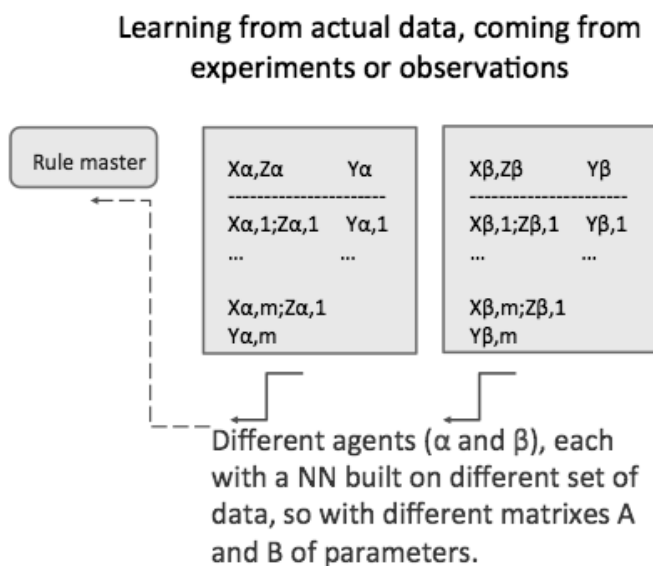 Learning from actual data, coming from
experiments or observations
Rule master
Xα,Zα Yα
----------------------
Xα,1;Zα,1 Yα,1
... ...
Xα,m;Zα,1
Yα,m
Xβ,Zβ Yβ
----------------------
Xβ,1;Zβ,1 Yβ,1
... ...
Xβ,m;Zβ,1
Yβ,m
Different agents (α and β), each
with a NN built on different set of
data, so with different matrixes A
and B of parameters.